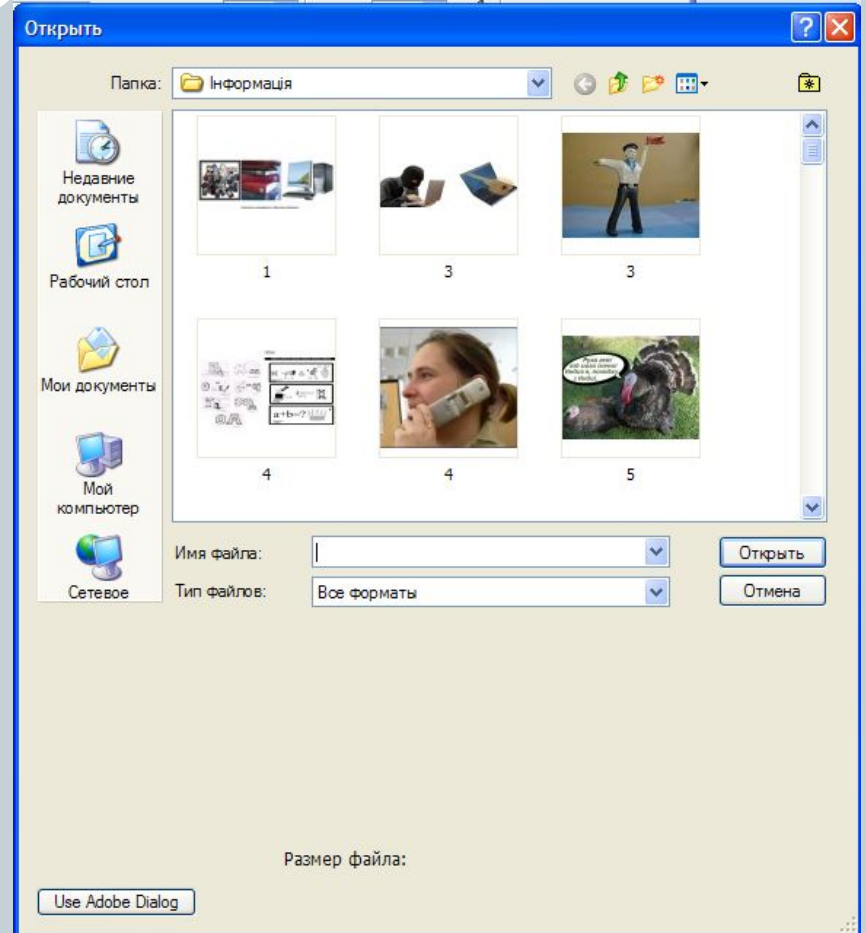 Открыть
Папка:
Інформація
Недавние
документы
Рабочий стол
Мои документы
Мой
компьютер
Сетевое
1
3
3
a+b=?
4
4
5
Имя файла:
Открыть
Тип файлов:
Все форматы
Отмена
Размер файла:
Use Adobe Dialog